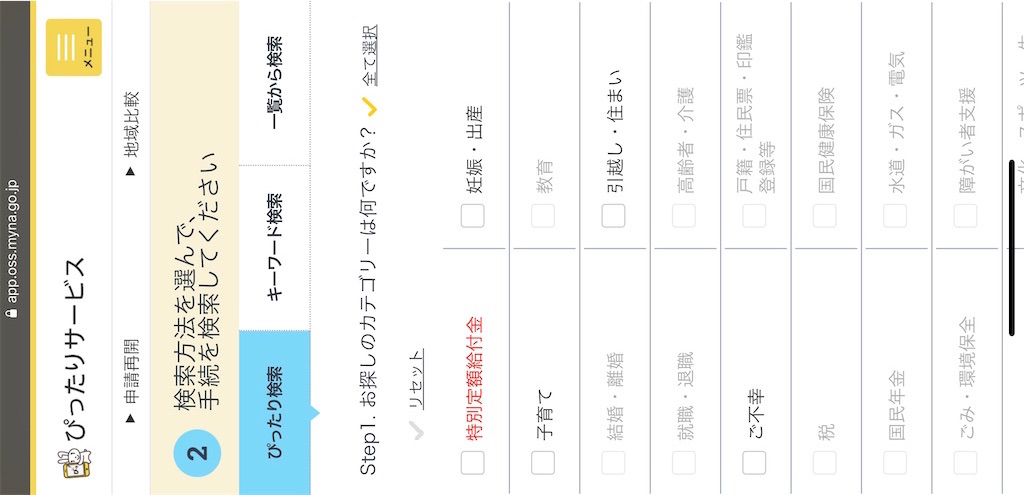 app.oss.myna.go.jp
ぴったりサービス
メニュー
▶ 申請再開
▶ 地域比較
2
検索方法を選んで、
手続を検索してください
ぴったり検索
キーワード検索
一覧から検索
Step1. お探しのカテゴリーは何ですか？
全て選択
リセット
特別定額給付金
妊娠・出産
子育て
教育
結婚・離婚
引越し・住まい
就職・退職
高齢者・介護
ご不幸
戸籍・住民票・印鑑
登録等
税
国民健康保険
国民年金
水道・ガス・電気
ごみ・環境保全
障がい者支援